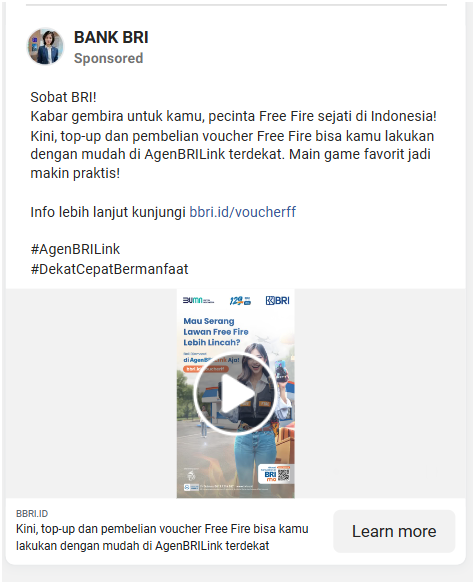 BANK BRI
Sponsored
Sobat BRI!
Kabar gembira untuk kamu, pecinta Free Fire sejati di Indonesia!
Kini, top-up dan pembelian voucher Free Fire bisa kamu lakukan
dengan mudah di AgenBRILink terdekat. Main game favorit jadi
makin praktis!
Info lebih lanjut kunjungi bbri.id/voucherff
#AgenBRILink
#DekatCepatBermanfaat
BUMN
129
BRI
Mau Serang
Lawan Free Fire
Lebih Lincah?
di AgenBRILink Aja!
BRI
mo
BBRI.ID
Kini, top-up dan pembelian voucher Free Fire bisa kamu
lakukan dengan mudah di AgenBRILink terdekat
Learn more